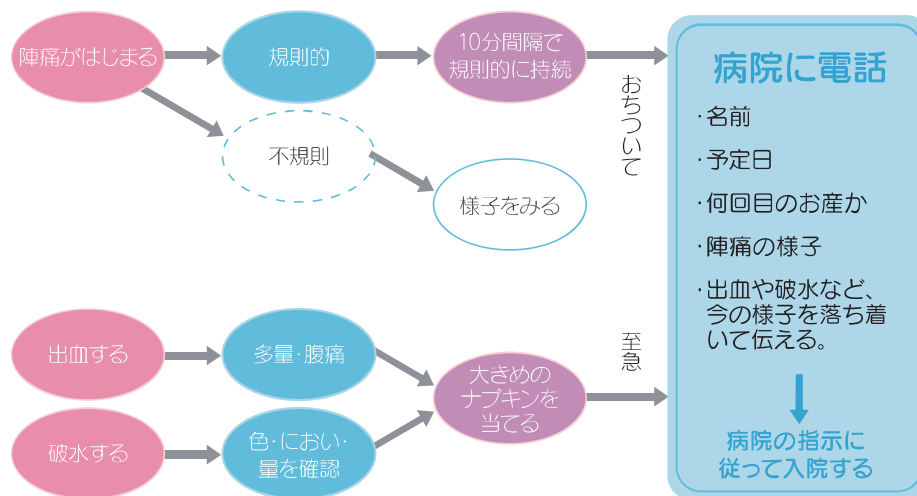 陣痛がはじまる
規則的
10分間隔で
規則的に持続
おちついて
不規則
様子をみる
出血する
多量・腹痛
破水する
色・におい・
量を確認
大きめの
ナプキンを
当てる
至急
病院に電話
・名前
・予定日
・何回目のお産か
・陣痛の様子
・出血や破水など、
今の様子を落ち着
いて伝える。
病院の指示に
従って入院する